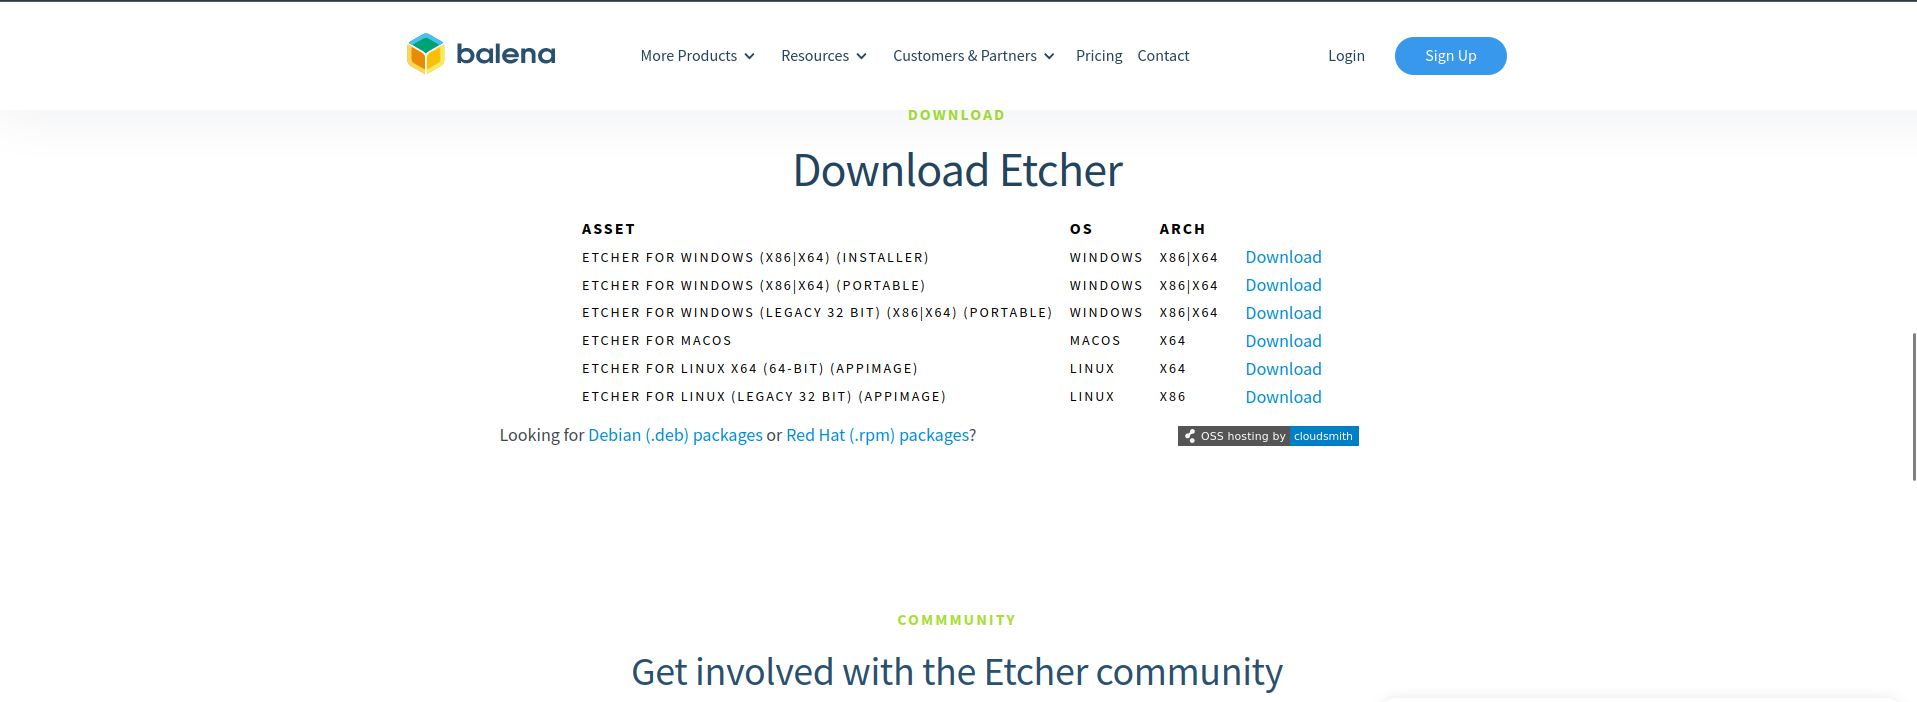 balena More Products Resources Customers & Partners Pricing Contact Login Sign Up
DOWNLOAD
Download Etcher
ASSET OS ARCH
ETCHER FOR WINDOWS (X86|X64) (INSTALLER) WINDOWS X86|X64 Download
ETCHER FOR WINDOWS (X86|X64) (PORTABLE) WINDOWS X86|X64 Download
ETCHER FOR WINDOWS (LEGACY 32 BIT) (X86|X64) (PORTABLE) WINDOWS X86|X64 Download
ETCHER FOR MACOS MACOS X64 Download
ETCHER FOR LINUX X64 (64-BIT) (APPIMAGE) LINUX X64 Download
ETCHER FOR LINUX (LEGACY 32 BIT) (APPIMAGE) LINUX X86 Download
Looking for Debian (.deb) packages or Red Hat (.rpm) packages? OSS hosting by cloudsmith
COMMMUNITY
Get involved with the Etcher community